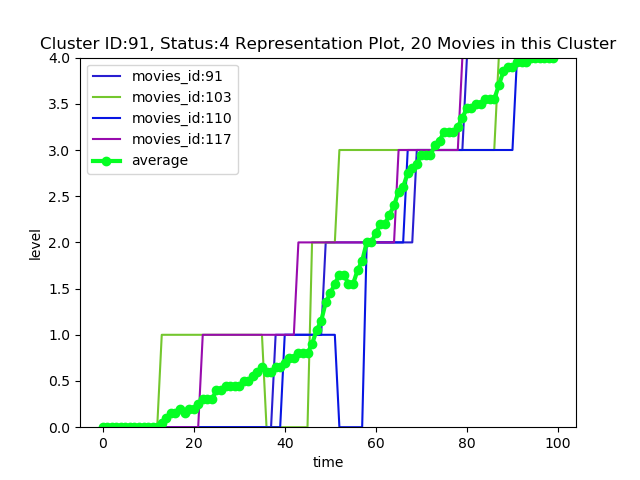 Cluster ID:91, Status:4 Representation Plot, 20 Movies in this Cluster
movies_id:91
movies_id:103
movies_id:110
movies_id:117
average
4.0
3.5
3.0
2.5
2.0
1.5
1.0
0.5
0.0
level
0 20 40 60 80 100
time